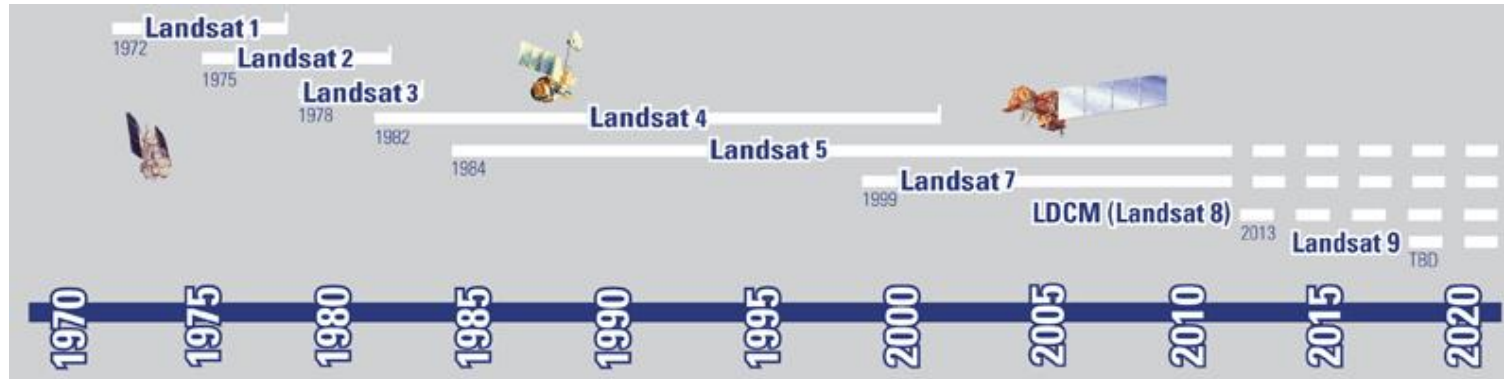 Landsat 1
1972
Landsat 2
1975
Landsat 3
1978
Landsat 4
1982
Landsat 5
1984
Landsat 7
1999
LDCM (Landsat 8)
2013
Landsat 9
TBD
1970 1975 1980 1985 1990 1995 2000 2005 2010 2015 2020